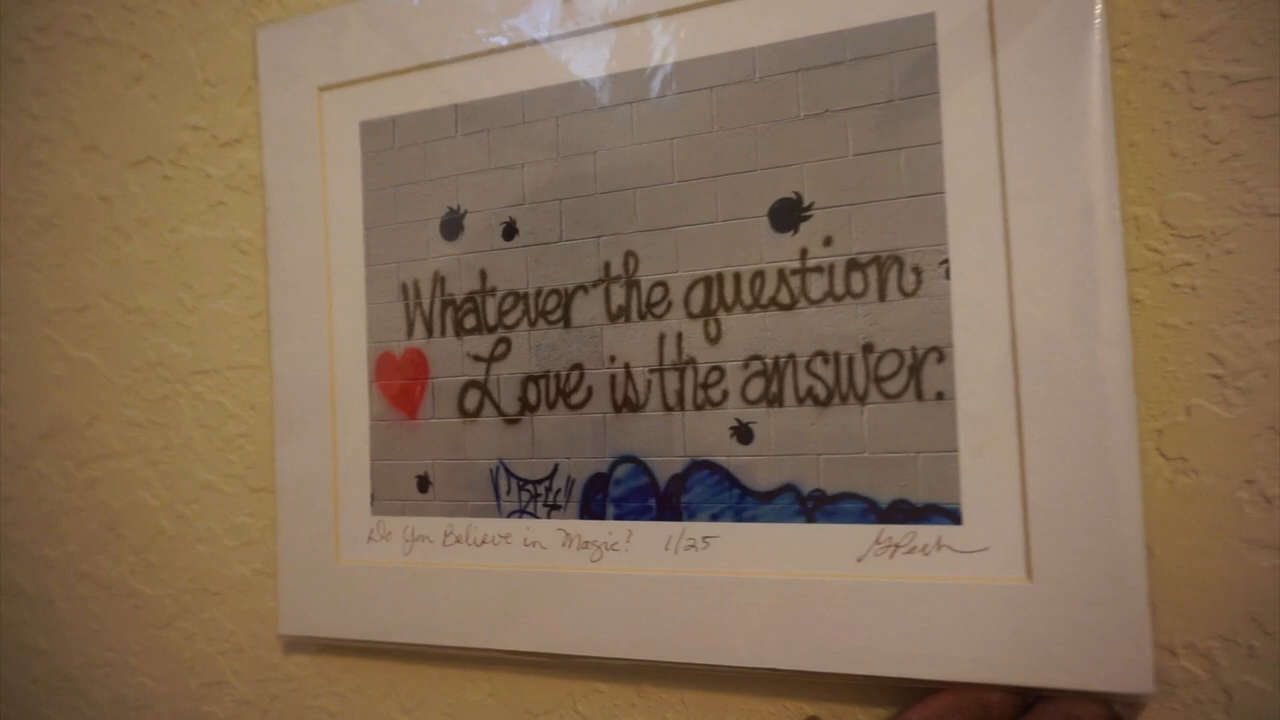 Whatever the question
Love is the answer.
Do You Believe in Magic? 1/25